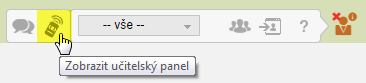 -- vše --
?
Zobrazit učitelský panel